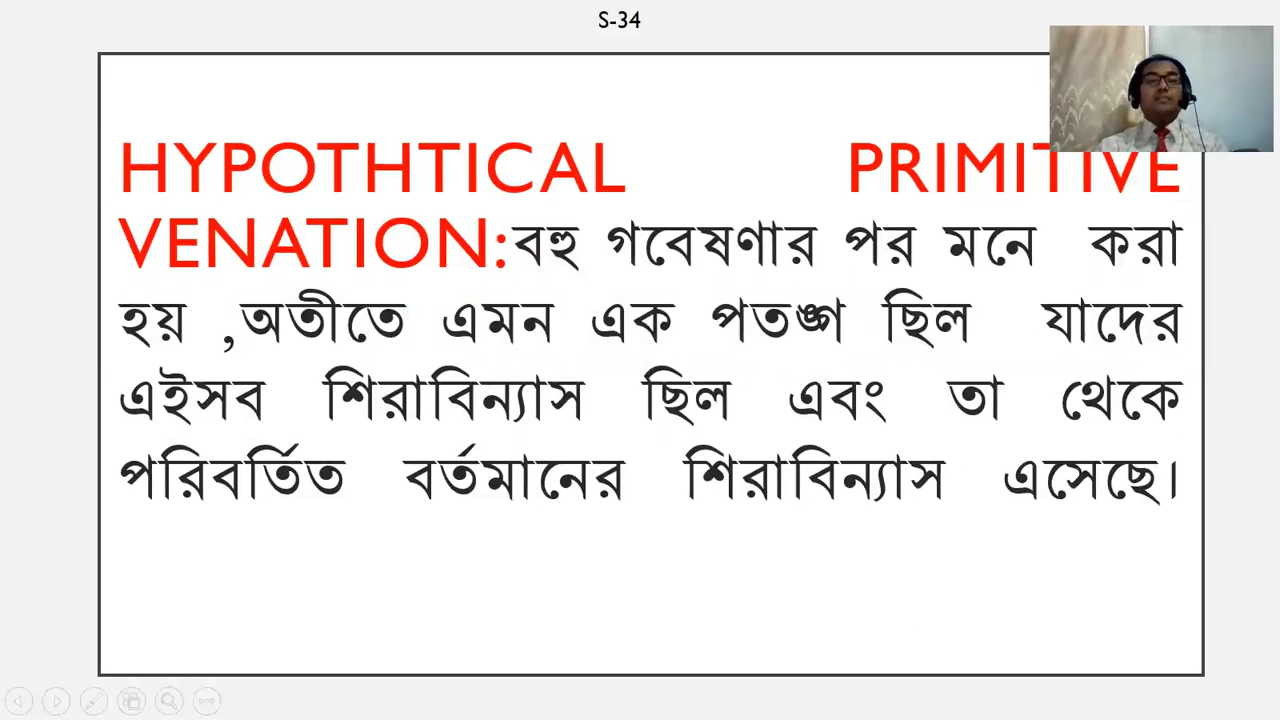 S-34
HYPOTHTICAL PRIMITIVE
VENATION:বহু গবেষণার পর মনে করা
হয় ,অতীতে এমন এক পতঙ্গ ছিল যাদের
এইসব শিরাবিন্যাস ছিল এবং তা থেকে
পরিবর্তিত বর্তমানের শিরাবিন্যাস এসেছে।